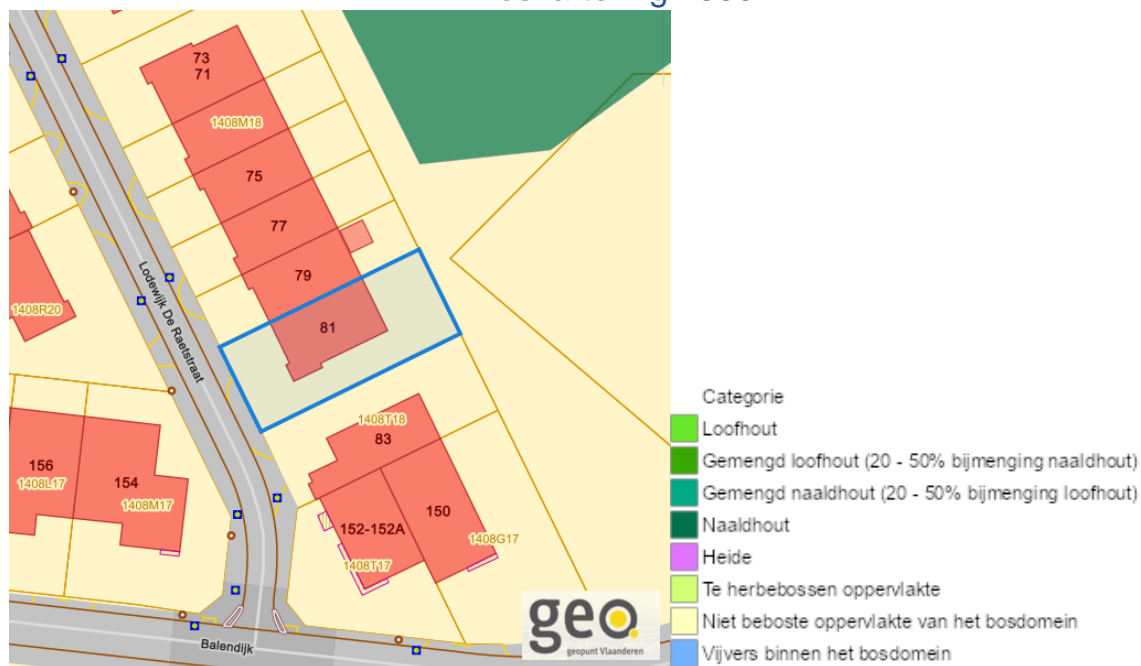 73
71
1408M18
75
77
79
81
1408R20
Lodewijk De Raetstraat
1408T18
83
156
1408L17
154
1408M17
150
152-152A
1408G17
1408T17
Balendijk
geo
geopunt Vlaanderen
Categorie
Loofhout
Gemengd loofhout (20 - 50% bijmenging naaldhout)
Gemengd naaldhout (20 - 50% bijmenging loofhout)
Naaldhout
Heide
Te herbebossen oppervlakte
Niet beboste oppervlakte van het bosdomein
Vijvers binnen het bosdomein